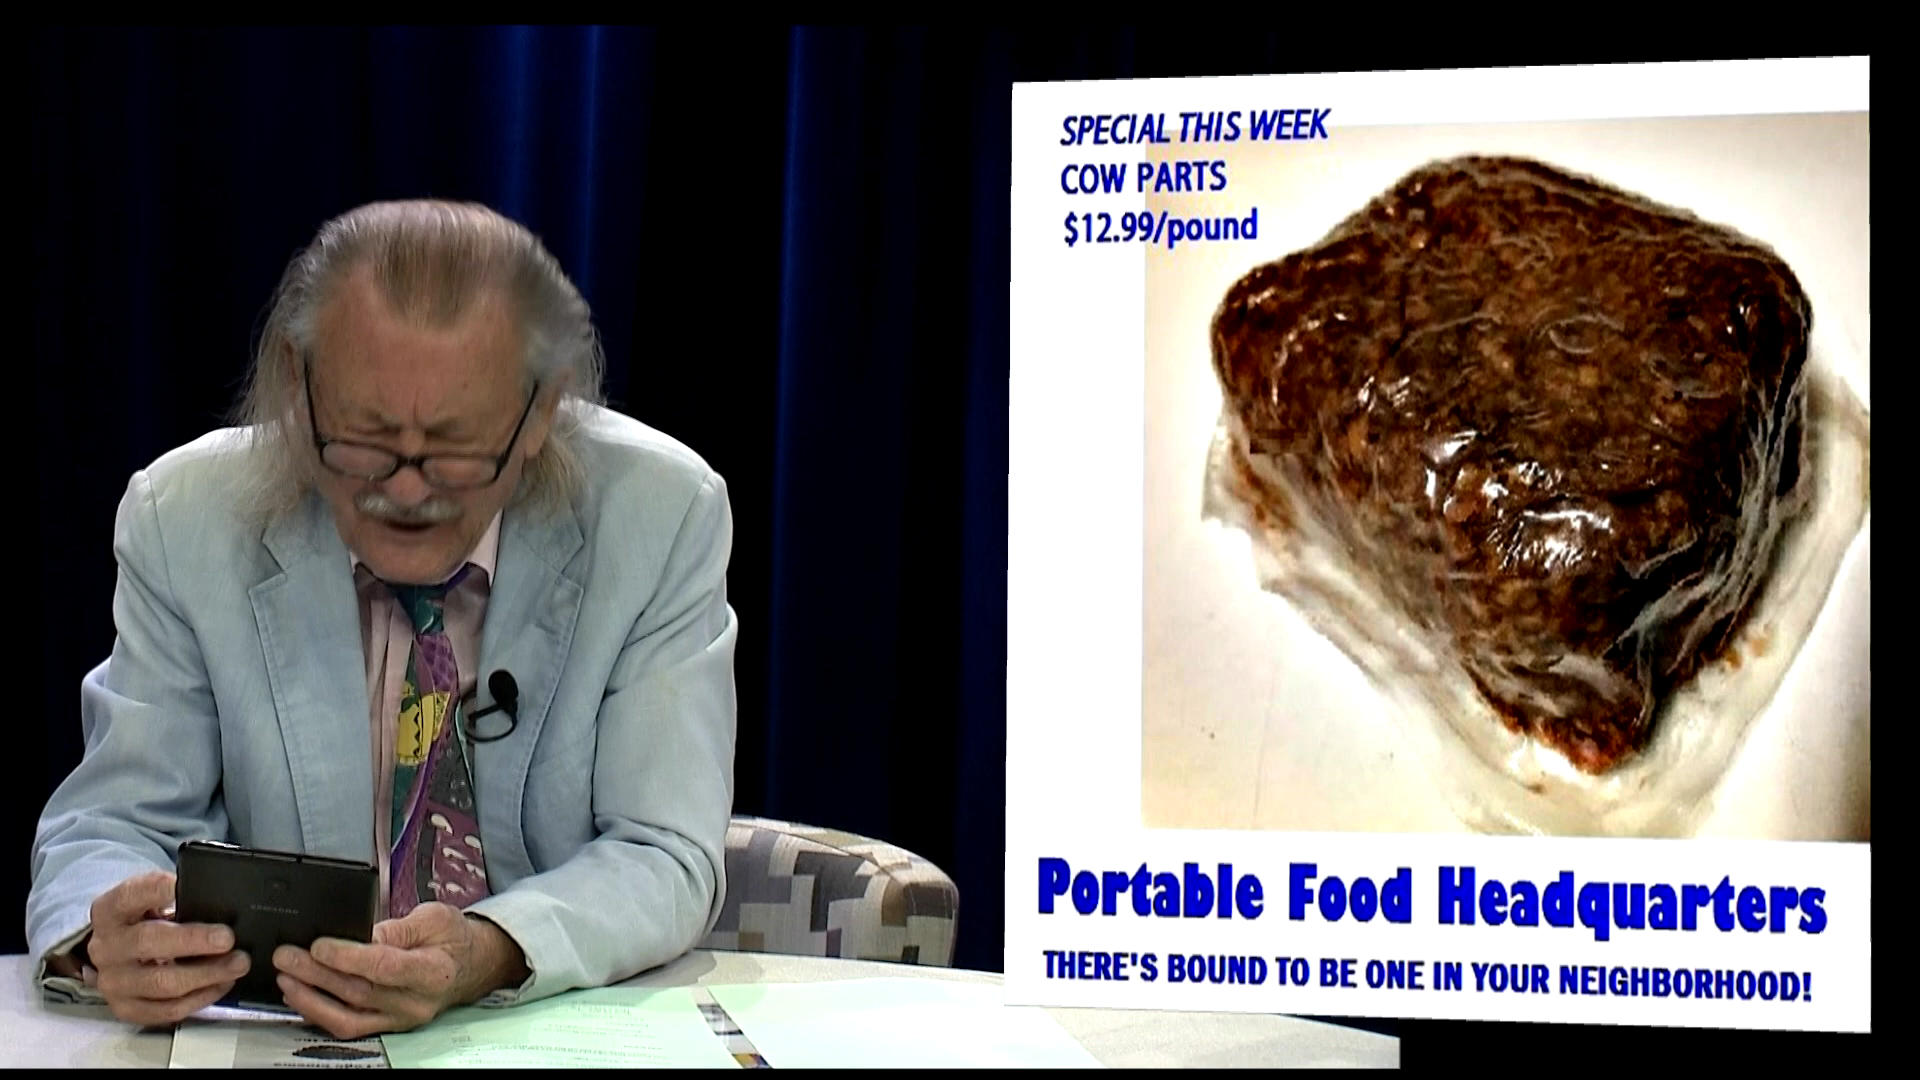 SPECIAL THIS WEEK
COW PARTS
$12.99/pound
Portable Food Headquarters
THERE'S BOUND TO BE ONE IN YOUR NEIGHBORHOOD!
SAMSUNG